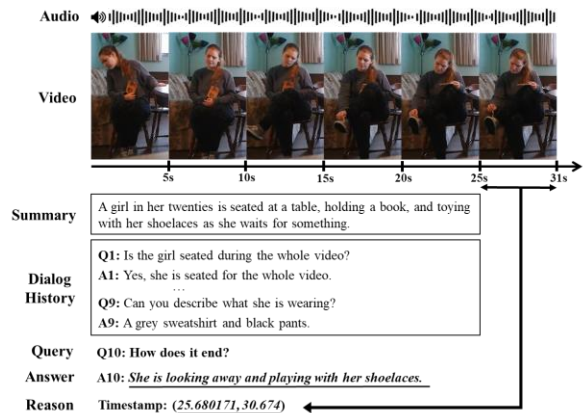 Audio
Video
5s 10s 15s 20s 25s 31s
Summary
A girl in her twenties is seated at a table, holding a book, and toying
with her shoelaces as she waits for something.
Dialog
History
Q1: Is the girl seated during the whole video?
A1: Yes, she is seated for the whole video.
...
Q9: Can you describe what she is wearing?
A9: A grey sweatshirt and black pants.
Query Q10: How does it end?
Answer A10: She is looking away and playing with her shoelaces.
Reason Timestamp: (25.680171, 30.674)